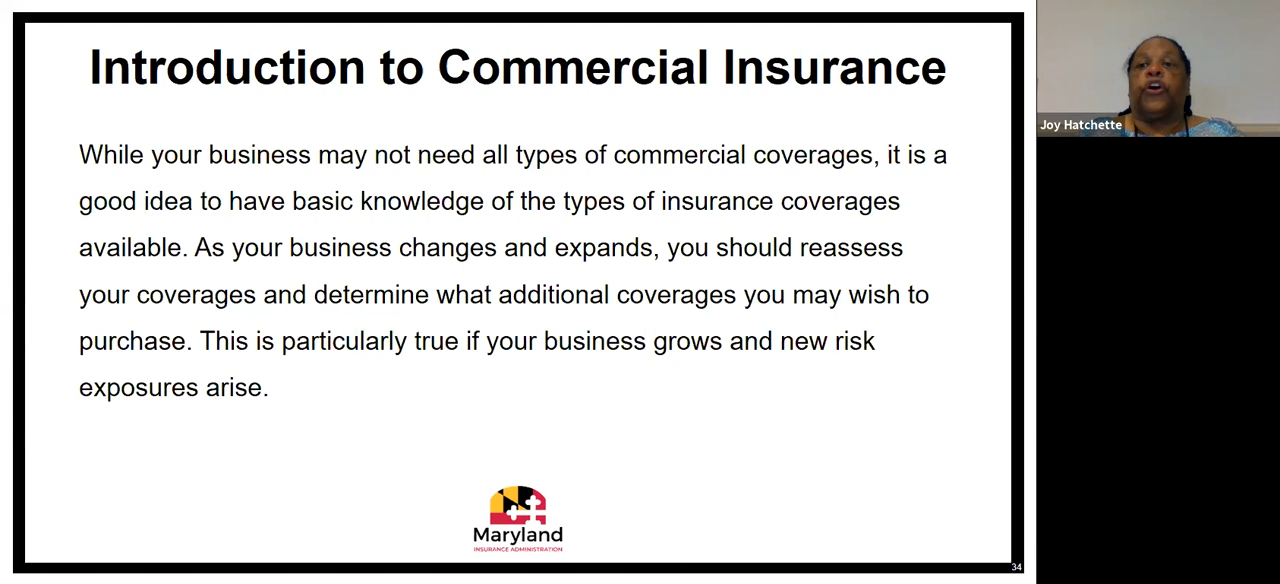 Introduction to Commercial Insurance
While your business may not need all types of commercial coverages, it is a
good idea to have basic knowledge of the types of insurance coverages
available. As your business changes and expands, you should reassess
your coverages and determine what additional coverages you may wish to
purchase. This is particularly true if your business grows and new risk
exposures arise.
Maryland
INSURANCE ADMINISTRATION
34
Joy Hatchette